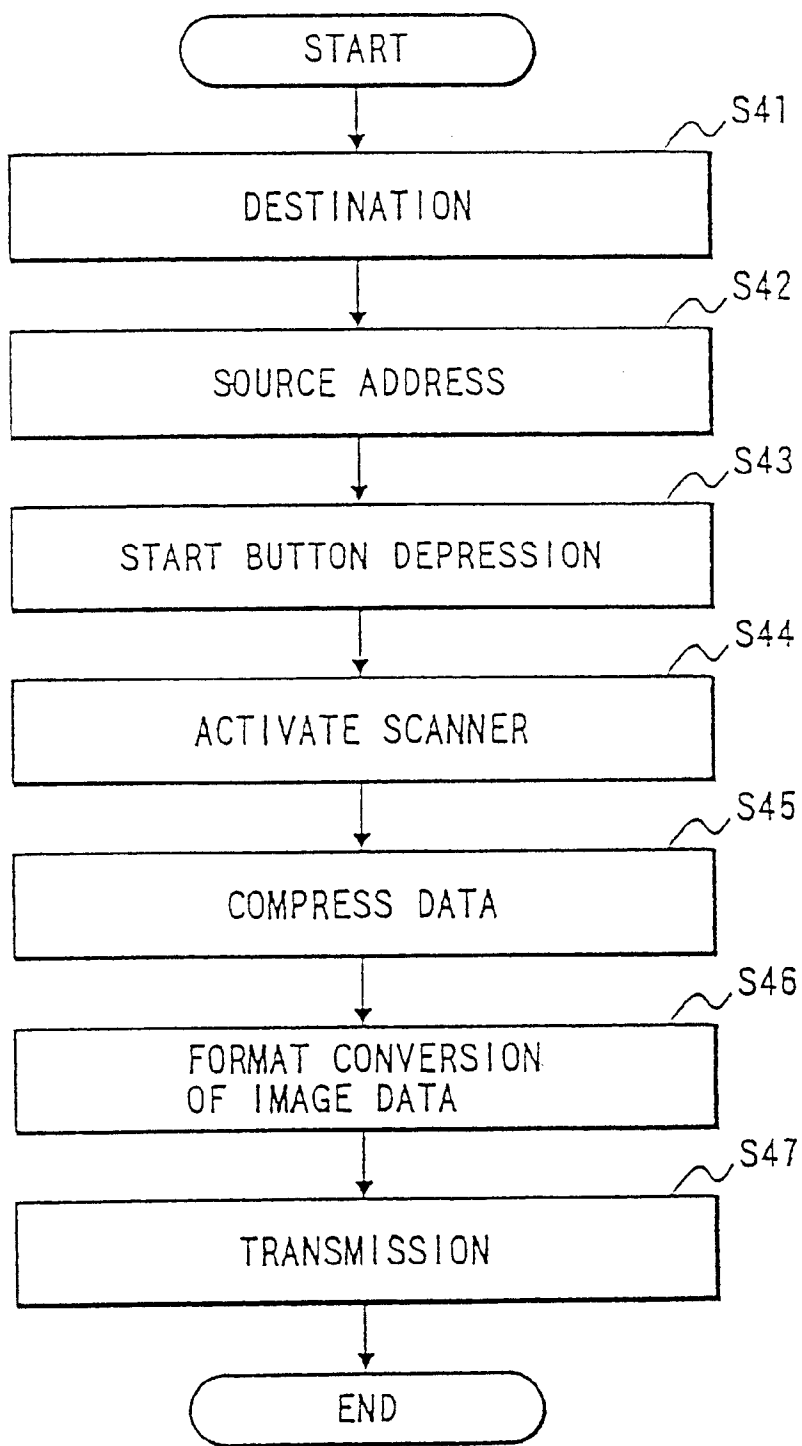 START
S41
DESTINATION
S42
SOURCE ADDRESS
S43
START BUTTON DEPRESSION
S44
ACTIVATE SCANNER
S45
COMPRESS DATA
S46
FORMAT CONVERSION
OF IMAGE DATA
S47
TRANSMISSION
END